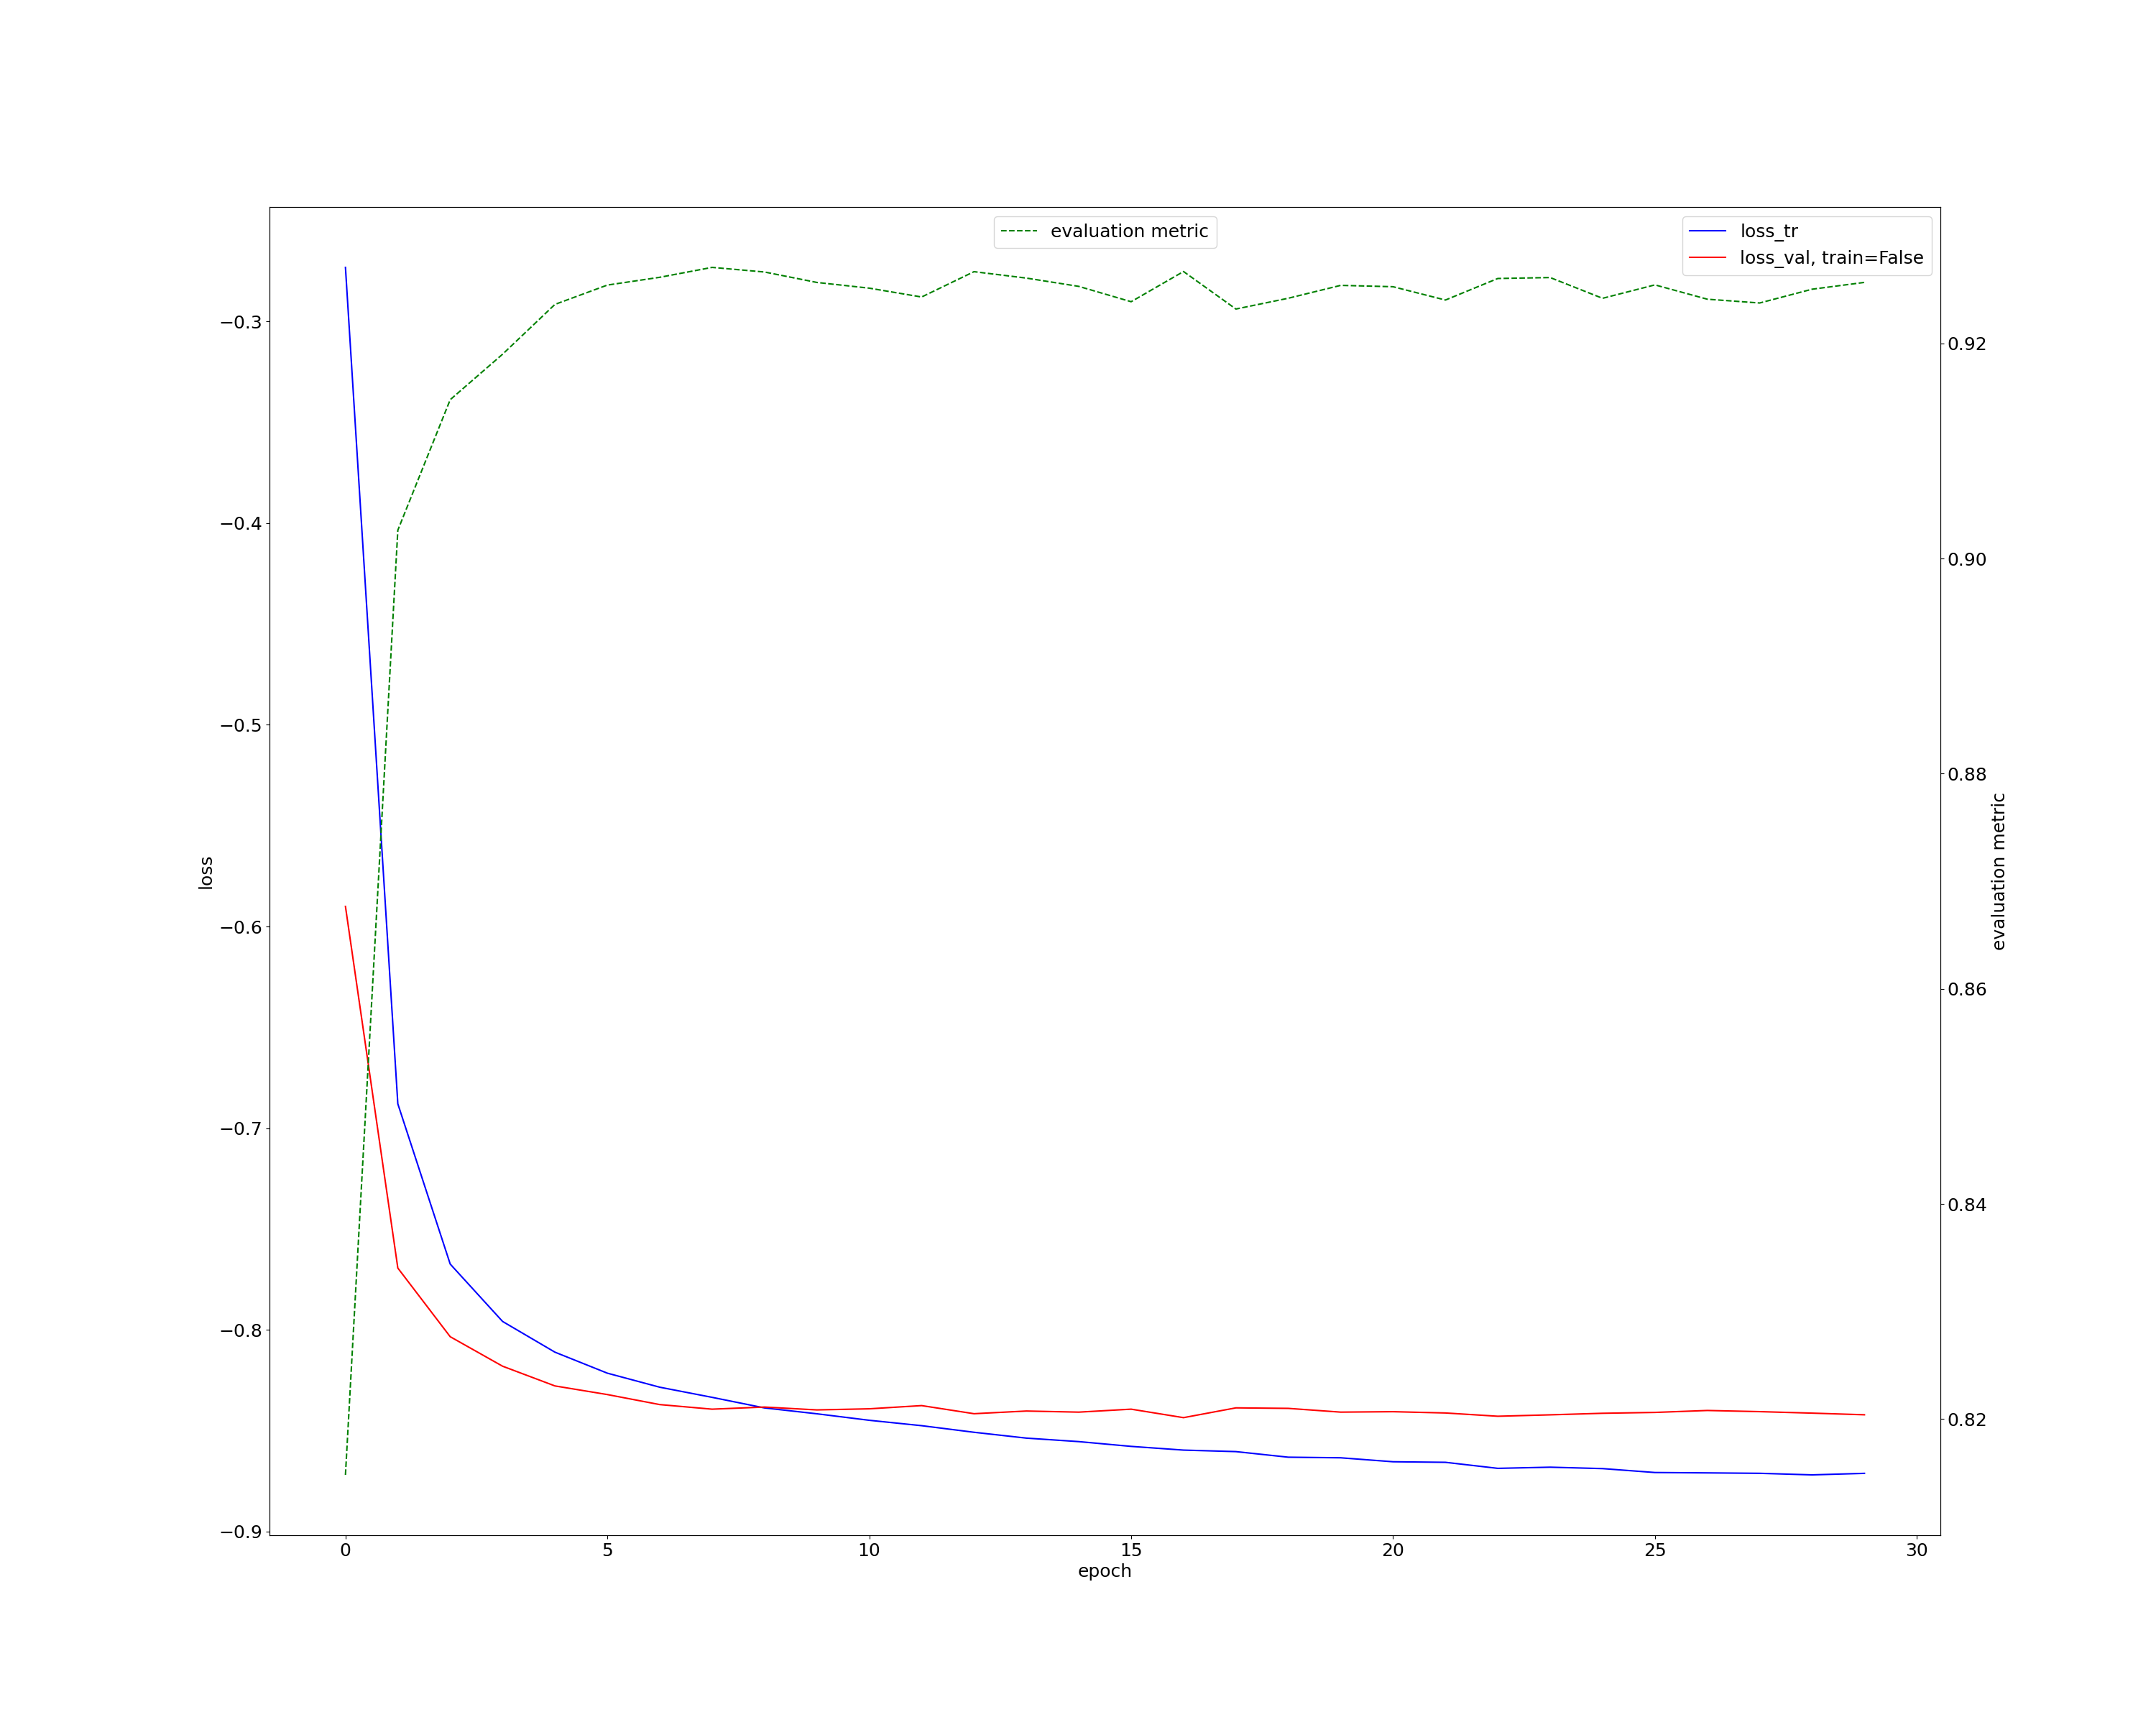 evaluation metric
loss_tr
loss_val, train=False
−0.3
−0.4
−0.5
−0.6
−0.7
−0.8
−0.9
loss
0.92
0.90
0.88
0.86
0.84
0.82
evaluation metric
0 5 10 15 20 25 30
epoch